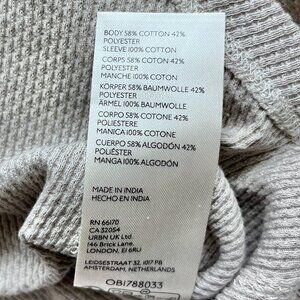 BODY 58% COTTON 42%
POLYESTER
SLEEVE 100% COTTON
CORPS 58% COTON 42%
POLYESTER
MANCHE 100% COTON
KÖRPER 58% BAUMWOLLE 42%
POLYESTER
ÄRMEL 100% BAUMWOLLE
CORPO 58% COTONE 42%
POLIESTERE
MANICA 100% COTONE
CUERPO 58% ALGODÓN 42%
POLIÉSTER
MANGA 100% ALGODÓN
MADE IN INDIA
HECHO EN INDIA
RN 66170
CA 32054
URBN UK Ltd
146 Brick Lane,
LONDON, E1 6RU
LEIDSESTRAAT 32, 1017 PB
AMSTERDAM, NETHERLANDS
OB1788033